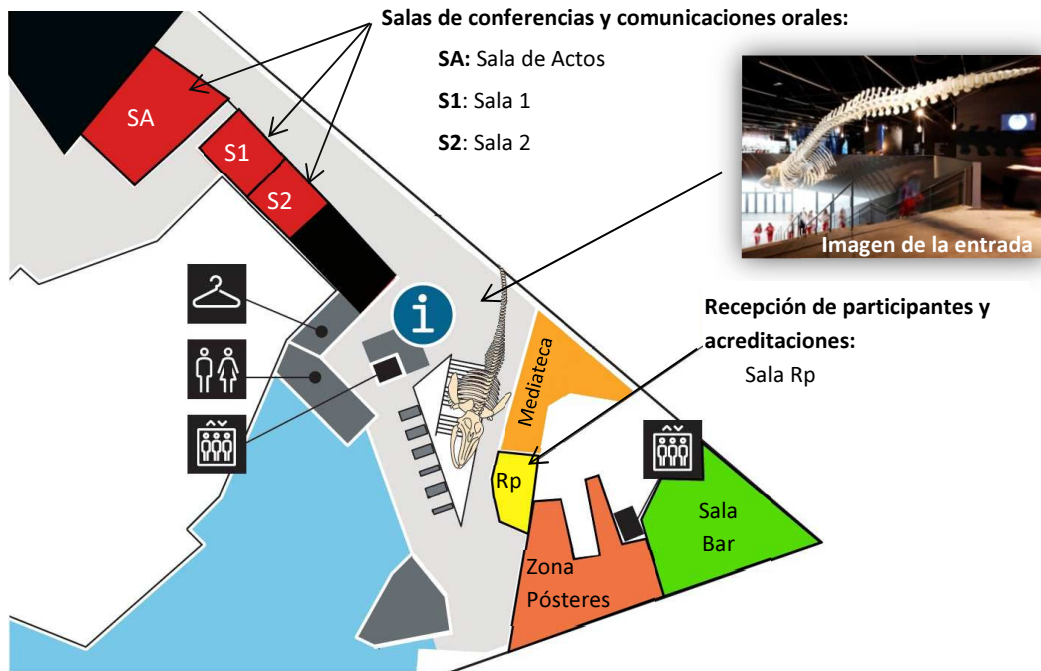 Salas de conferencias y comunicaciones orales:
SA: Sala de Actos
S1: Sala 1
S2: Sala 2
SA
S1
S2
Imagen de la entrada
i
Recepción de participantes y
acreditaciones:
Sala Rp
Mediateca
Rp
Sala
Bar
Zona
Pósteres